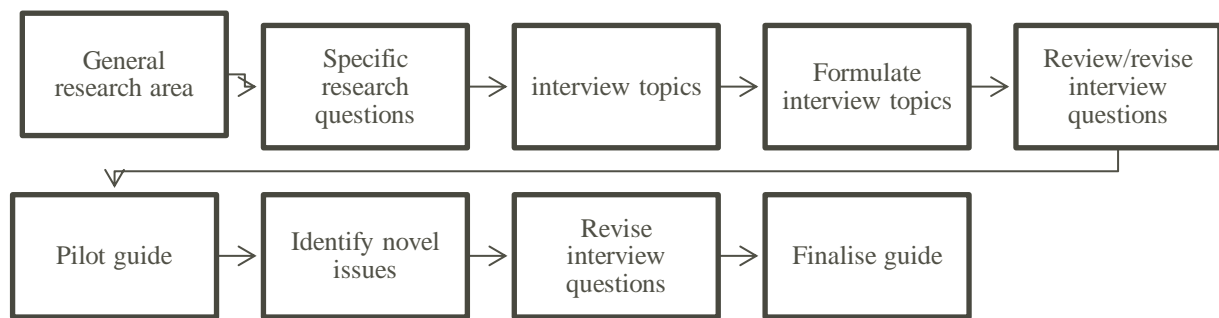 General
research area
Specific
research
questions
interview topics
Formulate
interview topics
Review/revise
interview
questions
Pilot guide
Identify novel
issues
Revise
interview
questions
Finalise guide